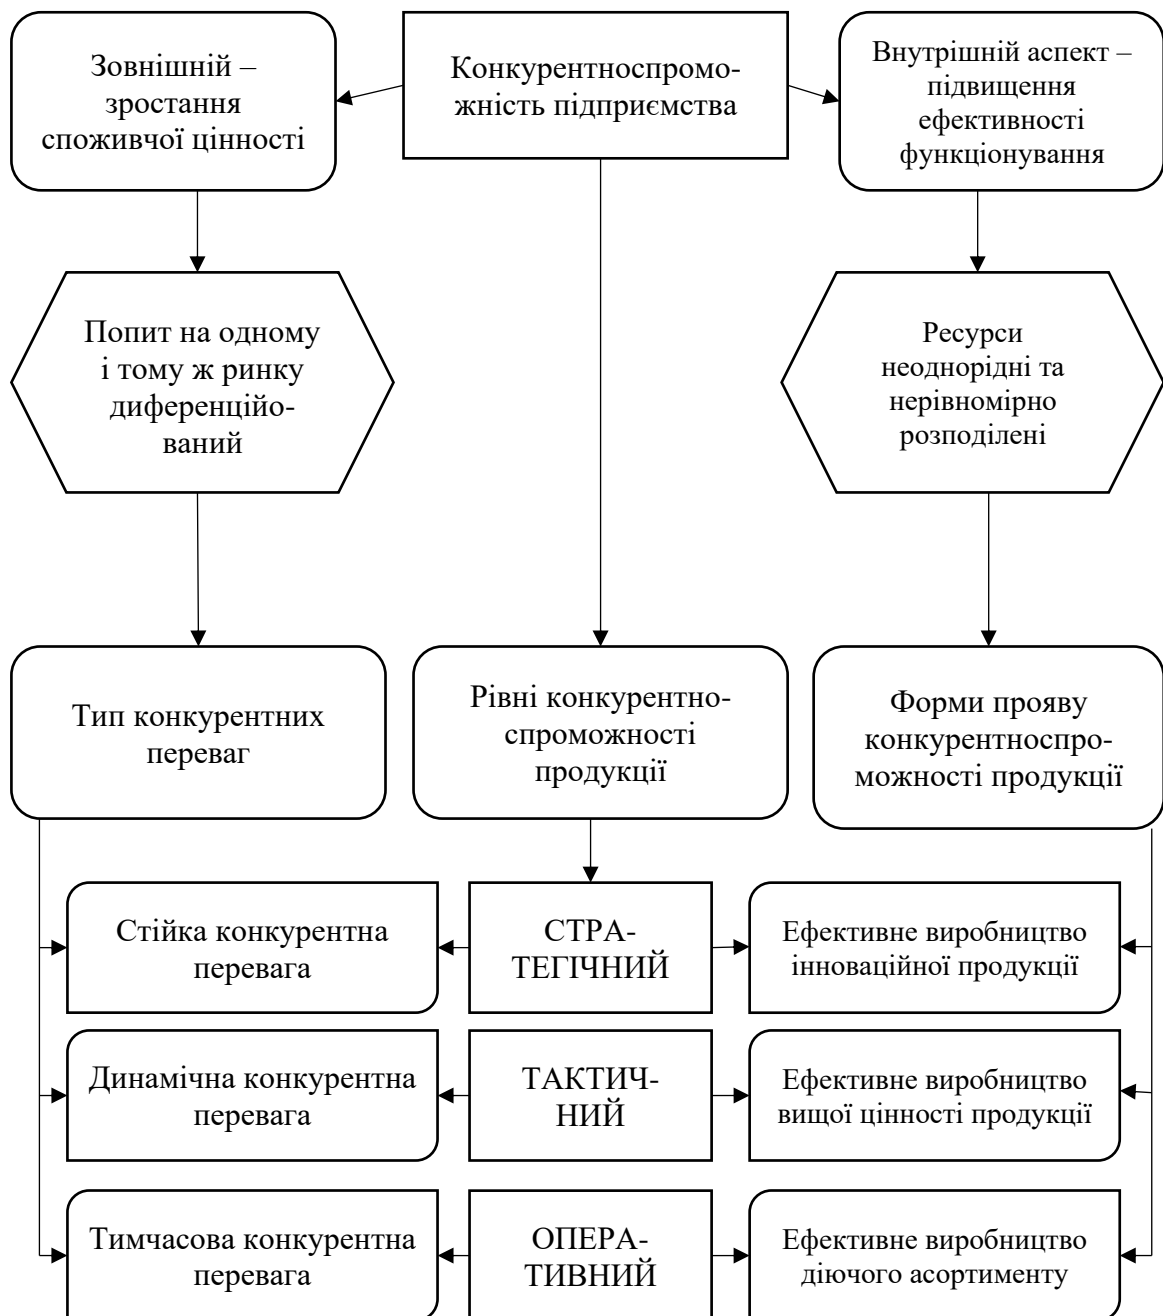 Зовнішній –
зростання
споживчої цінності
Конкурентноспромо-
жність підприємства
Внутрішній аспект –
підвищення
ефективності
функціонування
Попит на одному
і тому ж ринку
диференційо-
ваний
Ресурси
неоднорідні та
нерівномірно
розподілені
Тип конкурентних
переваг
Рівні конкурентно-
спроможності
продукції
Форми прояву
конкурентноспро-
можності продукції
Стійка конкурентна
перевага
СТРА-
ТЕГІЧНИЙ
Ефективне виробництво
інноваційної продукції
Динамічна конкурентна
перевага
ТАКТИЧ-
НИЙ
Ефективне виробництво
вищої цінності продукції
Тимчасова конкурентна
перевага
ОПЕРА-
ТИВНИЙ
Ефективне виробництво
діючого асортименту